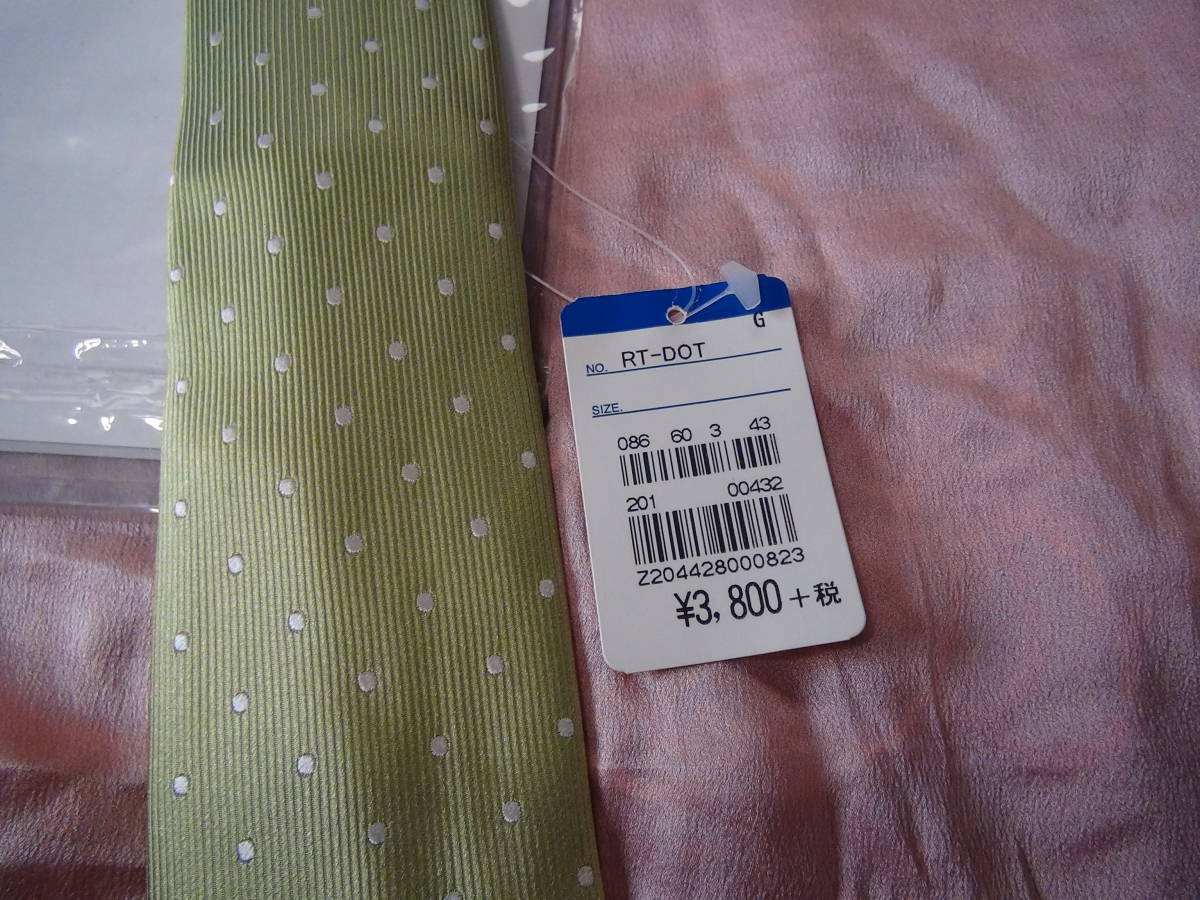 G
NO. RT-DOT
SIZE.
086 60 3 43
201 00432
Z204428000823
¥3,800+税